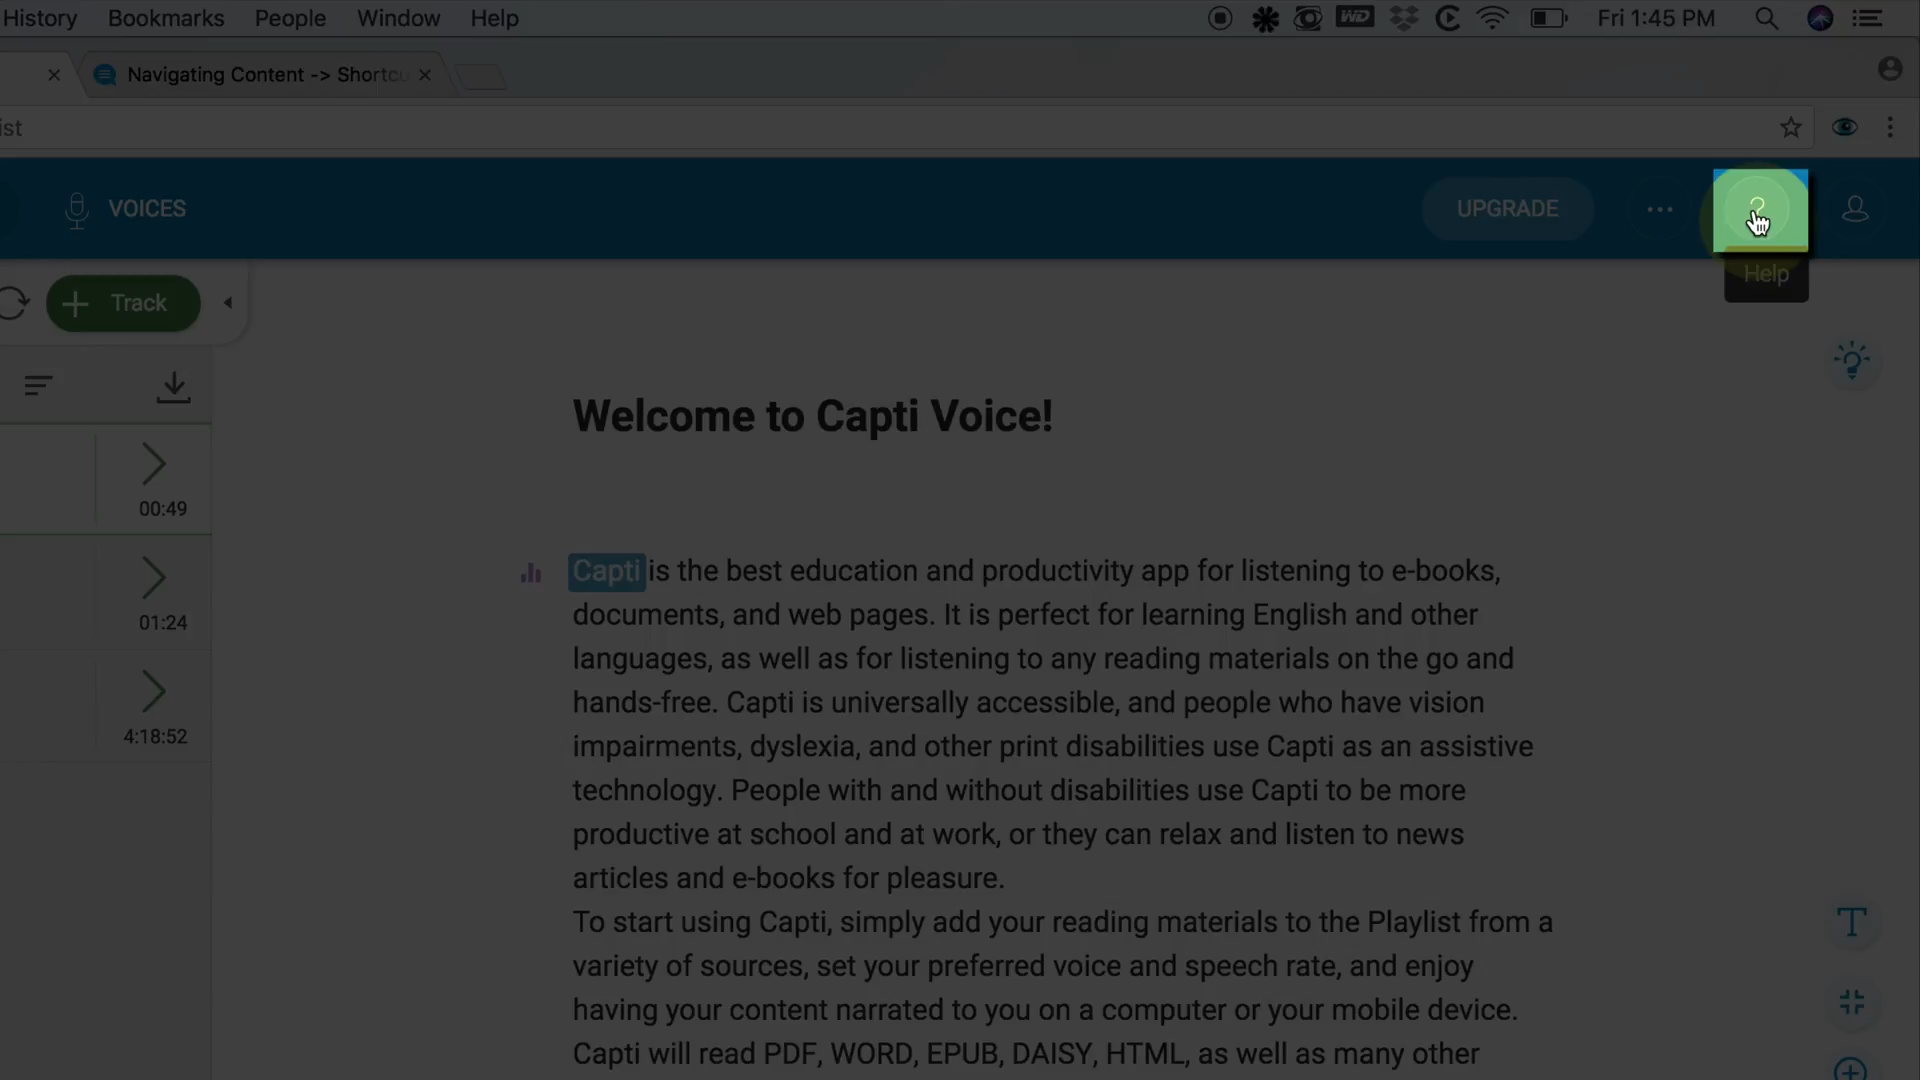 History Bookmarks People Window Help WD Fri 1:45 PM
Navigating Content -> Shortcu
ist
VOICES UPGRADE ... ?
Help
+ Track
Welcome to Capti Voice!
00:49
01:24
4:18:52
Capti is the best education and productivity app for listening to e-books,
documents, and web pages. It is perfect for learning English and other
languages, as well as for listening to any reading materials on the go and
hands-free. Capti is universally accessible, and people who have vision
impairments, dyslexia, and other print disabilities use Capti as an assistive
technology. People with and without disabilities use Capti to be more
productive at school and at work, or they can relax and listen to news
articles and e-books for pleasure.
To start using Capti, simply add your reading materials to the Playlist from a
variety of sources, set your preferred voice and speech rate, and enjoy
having your content narrated to you on a computer or your mobile device.
Capti will read PDF, WORD, EPUB, DAISY, HTML, as well as many other
T